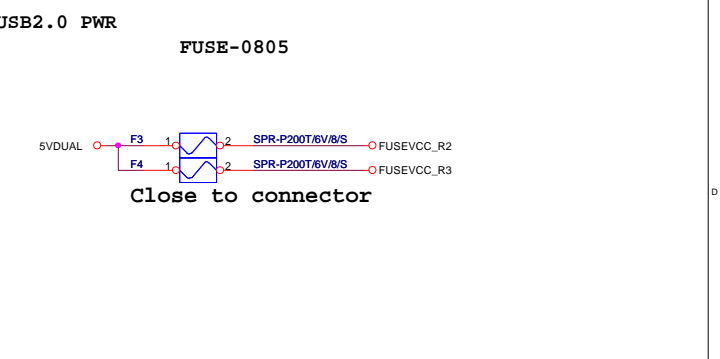 USB2.0 PWR
FUSE-0805
5VDUAL F3 1 2 SPR-P200T/6V/8/S FUSEVCC_R2
F4 1 2 SPR-P200T/6V/8/S FUSEVCC_R3
Close to connector
D